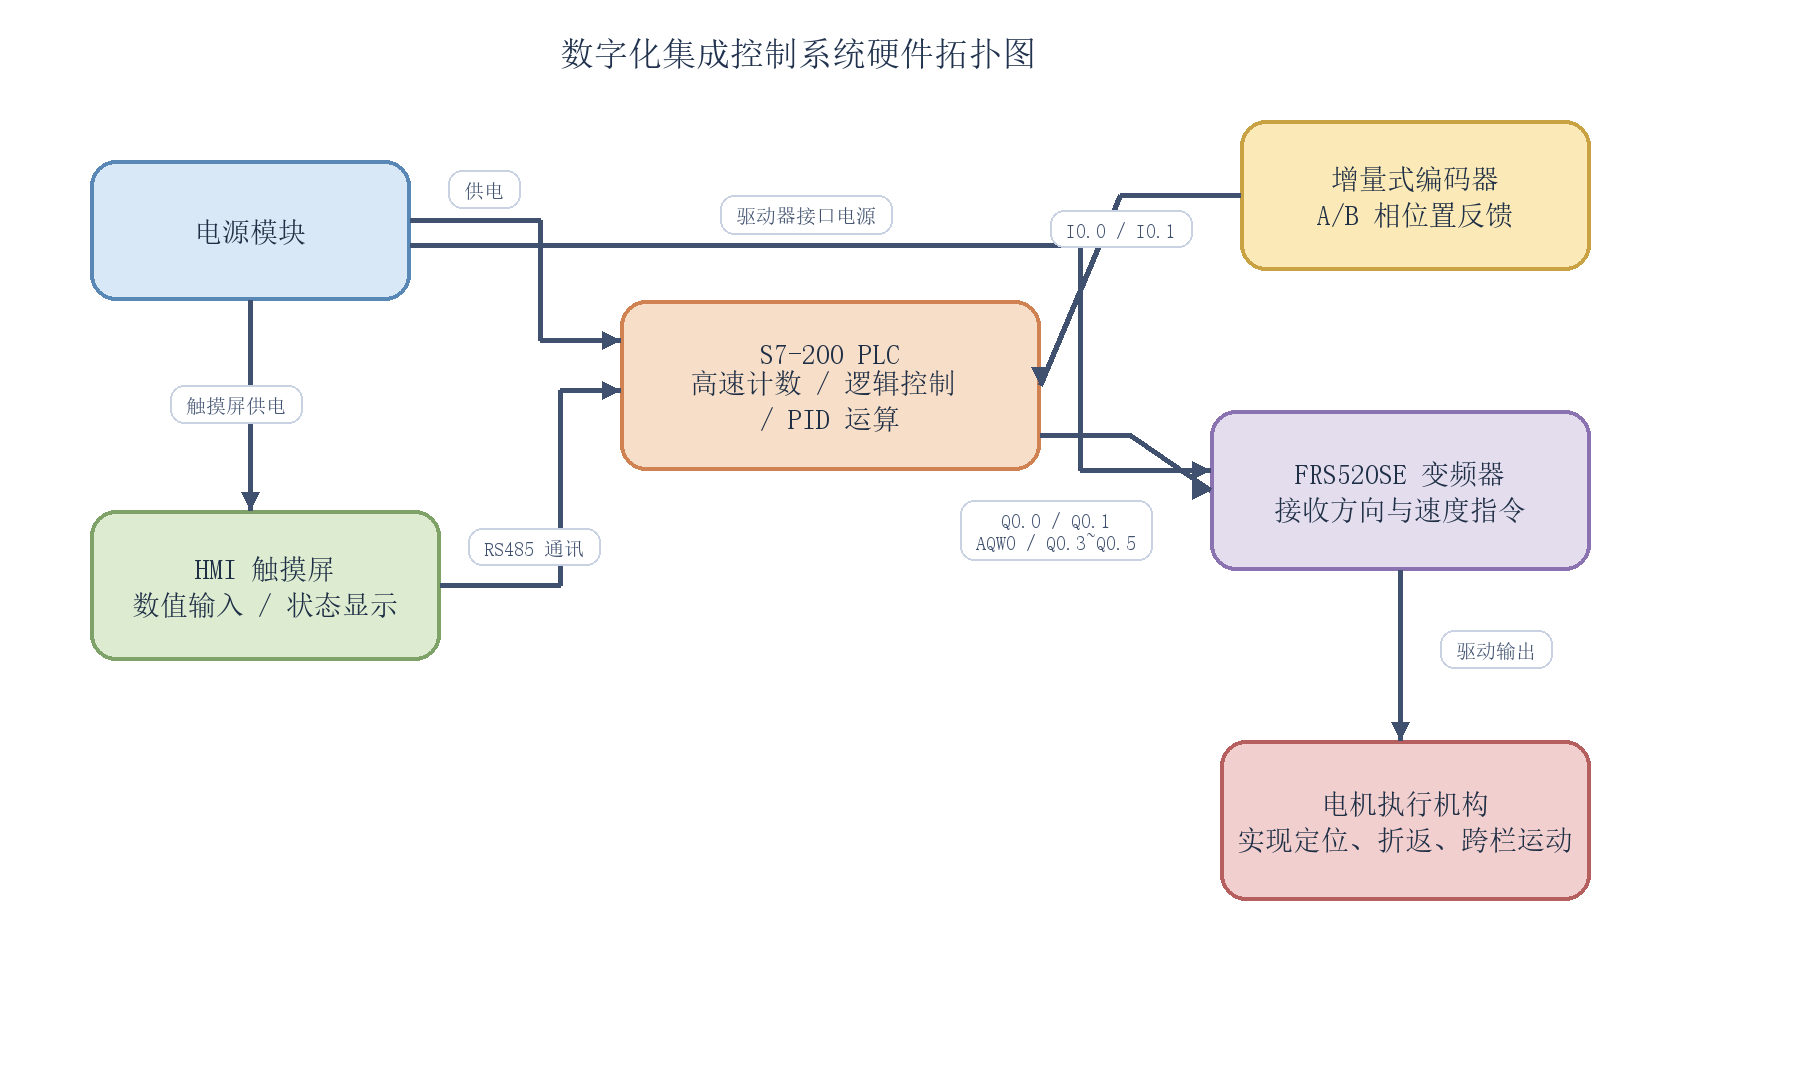 数字化集成控制系统硬件拓扑图
增量式编码器
A/B 相位置反馈
供电
电源模块
驱动器接口电源
I0.0 / I0.1
S7-200 PLC
高速计数 / 逻辑控制
/ PID 运算
触摸屏供电
FRS520SE 变频器
接收方向与速度指令
Q0.0 / Q0.1
AQW0 / Q0.3~Q0.5
RS485 通讯
HMI 触摸屏
数值输入 / 状态显示
驱动输出
电机执行机构
实现定位、折返、跨栏运动